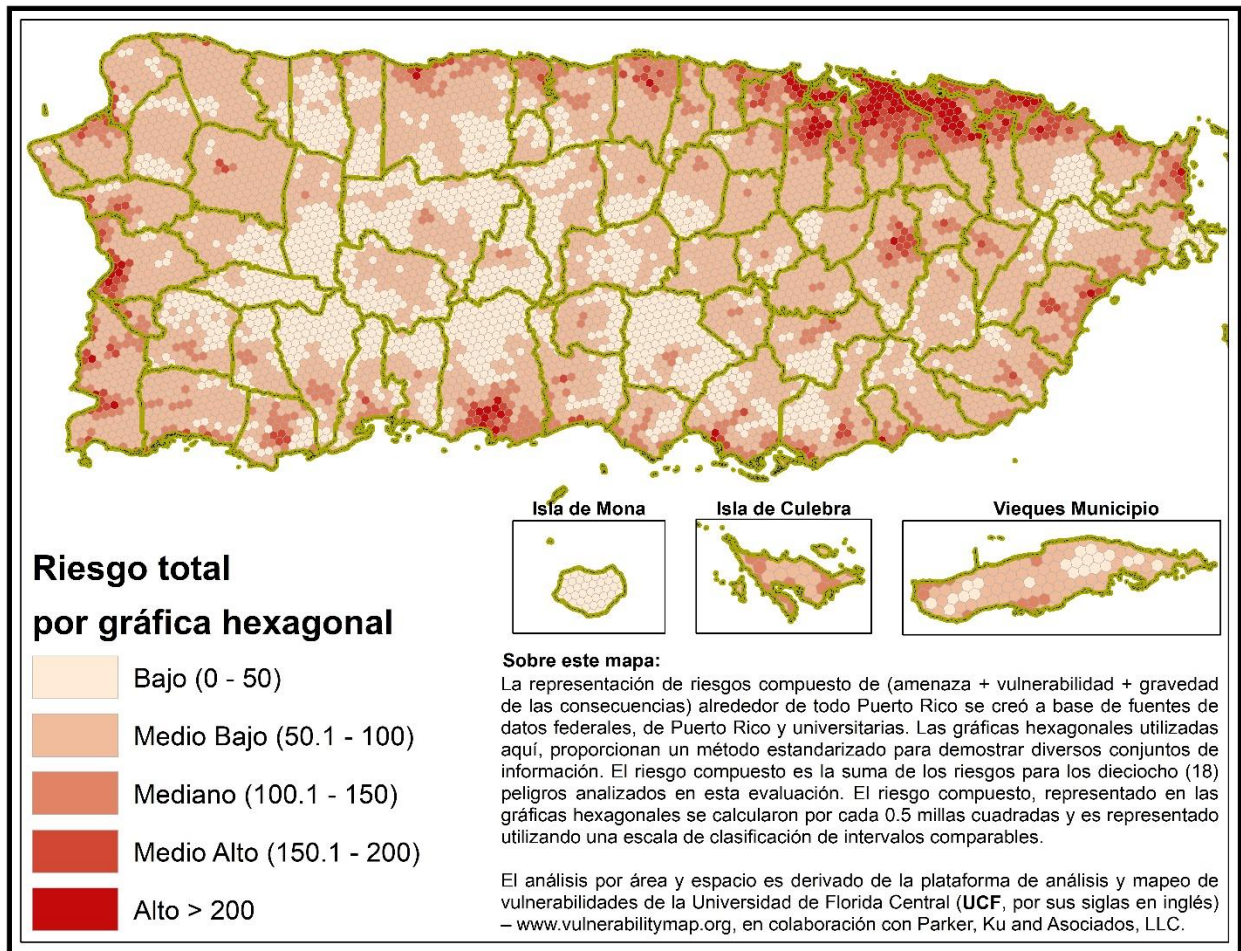 Isla de Mona
Isla de Culebra
Vieques Municipio
Riesgo total
por gráfica hexagonal
Bajo (0 - 50)
Medio Bajo (50.1 - 100)
Mediano (100.1 - 150)
Medio Alto (150.1 - 200)
Alto > 200
Sobre este mapa:
La representación de riesgos compuesto de (amenaza + vulnerabilidad + gravedad
de las consecuencias) alrededor de todo Puerto Rico se creó a base de fuentes de
datos federales, de Puerto Rico y universitarias. Las gráficas hexagonales utilizadas
aquí, proporcionan un método estandarizado para demostrar diversos conjuntos de
información. El riesgo compuesto es la suma de los riesgos para los dieciocho (18)
peligros analizados en esta evaluación. El riesgo compuesto, representado en las
gráficas hexagonales se calcularon por cada 0.5 millas cuadradas y es representado
utilizando una escala de clasificación de intervalos comparables.
El análisis por área y espacio es derivado de la plataforma de análisis y mapeo de
vulnerabilidades de la Universidad de Florida Central (UCF, por sus siglas en inglés)
– www.vulnerabilitymap.org, en colaboración con Parker, Ku and Asociados, LLC.